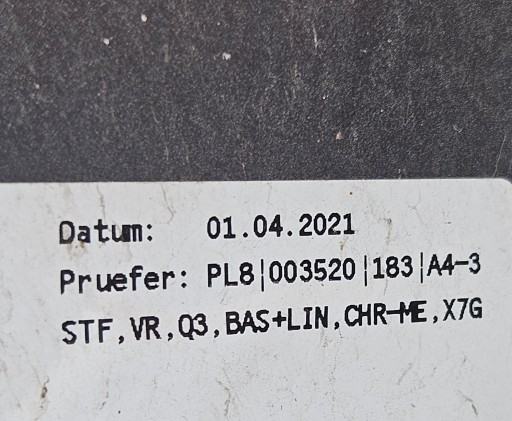 Datum: 01.04.2021
Pruefer: PL8|003520|183|A4-3
STF,VR,Q3,BAS+LIN,CHR-ME,X7G